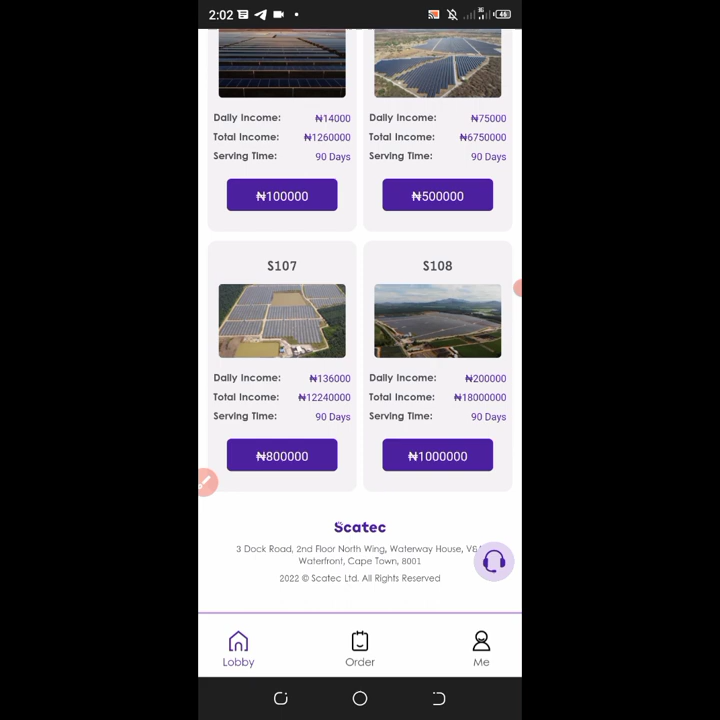 2:02
46
Daily Income: ₦14000
Total Income: ₦1260000
Serving Time: 90 Days
₦100000
Daily Income: ₦75000
Total Income: ₦6750000
Serving Time: 90 Days
₦500000
S107
Daily Income: ₦136000
Total Income: ₦12240000
Serving Time: 90 Days
₦800000
S108
Daily Income: ₦200000
Total Income: ₦18000000
Serving Time: 90 Days
₦1000000
Scatec
3 Dock Road, 2nd Floor North Wing, Waterway House,
Waterfront, Cape Town, 8001
2022 © Scatec Ltd. All Rights Reserved
Lobby
Order
Me